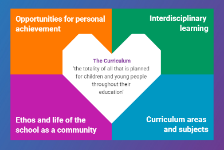 Opportunities for personal
achievement
Interdisciplinary
learning
The Curriculum
The totality of all that is planned
for children and young people
throughout their
education
Ethos and life of the
school as a community
Curriculum areas
and subjects